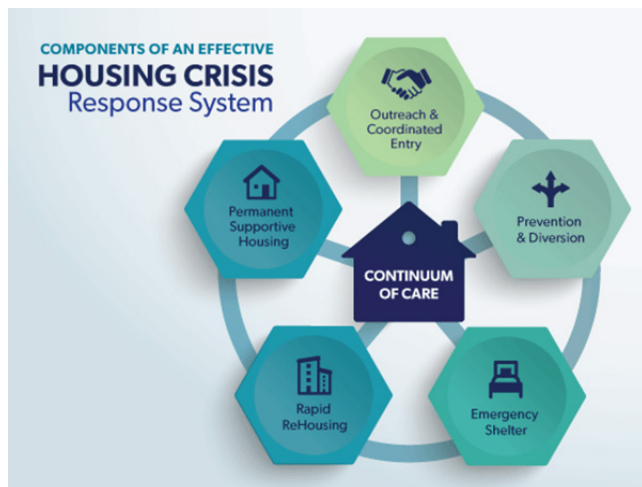 COMPONENTS OF AN EFFECTIVE
HOUSING CRISIS
Response System
Outreach &
Coordinated
Entry
Prevention
& Diversion
Emergency
Shelter
Rapid
ReHousing
Permanent
Supportive
Housing
CONTINUUM
OF CARE